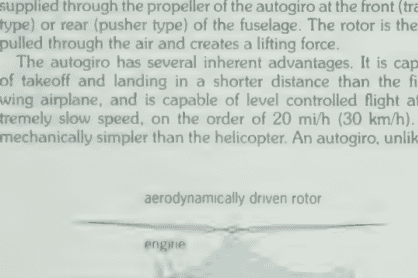 supplied through the propeller of the autogiro at the front (tra
type) or rear (pusher type) of the fuselage. The rotor is the
pulled through the air and creates a lifting force.
The autogiro has several inherent advantages. It is cap
of takeoff and landing in a shorter distance than the fi
wing airplane, and is capable of level controlled flight a
tremely slow speed, on the order of 20 mi/h (30 km/h).
mechanically simpler than the helicopter. An autogiro, unlik
aerodynamically driven rotor
engine